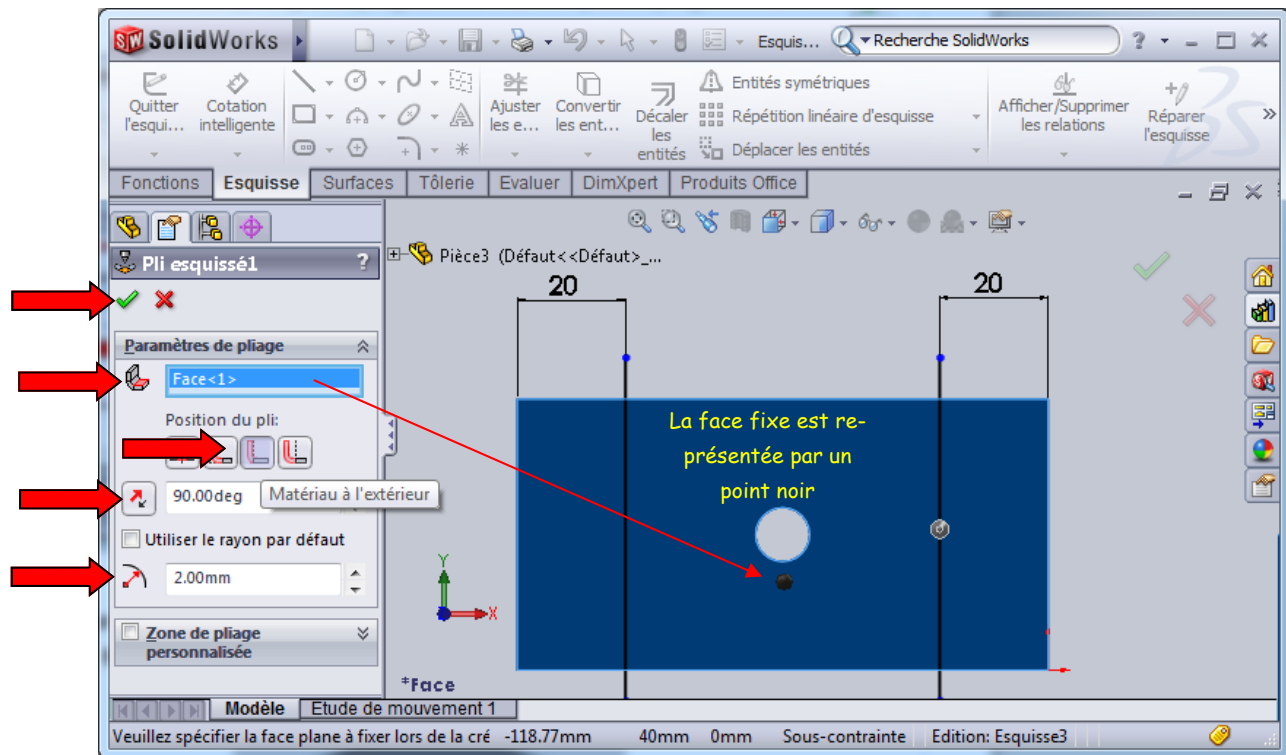 SolidWorks
Esquis...
Recherche SolidWorks
Quitter l'esqui...
Cotation intelligente
Ajuster les e...
Convertir les ent...
Décaler les entités
Entités symétriques
Répétition linéaire d'esquisse
Déplacer les entités
Afficher/Supprimer les relations
Réparer l'esquisse
Fonctions Esquisse Surfaces Tôlerie Evaluer DimXpert Produits Office
Pli esquissé1 ?
Pièce3 (Défaut<<Défaut>_...
20
20
Paramètres de pliage
Face<1>
Position du pli:
90.00deg
Matériau à l'extérieur
Utiliser le rayon par défaut
2.00mm
Zone de pliage
personnalisée
La face fixe est re-
présentée par un
point noir
Y
X
*Face
Modèle Etude de mouvement 1
Veuillez spécifier la face plane à fixer lors de la cré -118.77mm 40mm 0mm Sous-contrainte Edition: Esquisse3